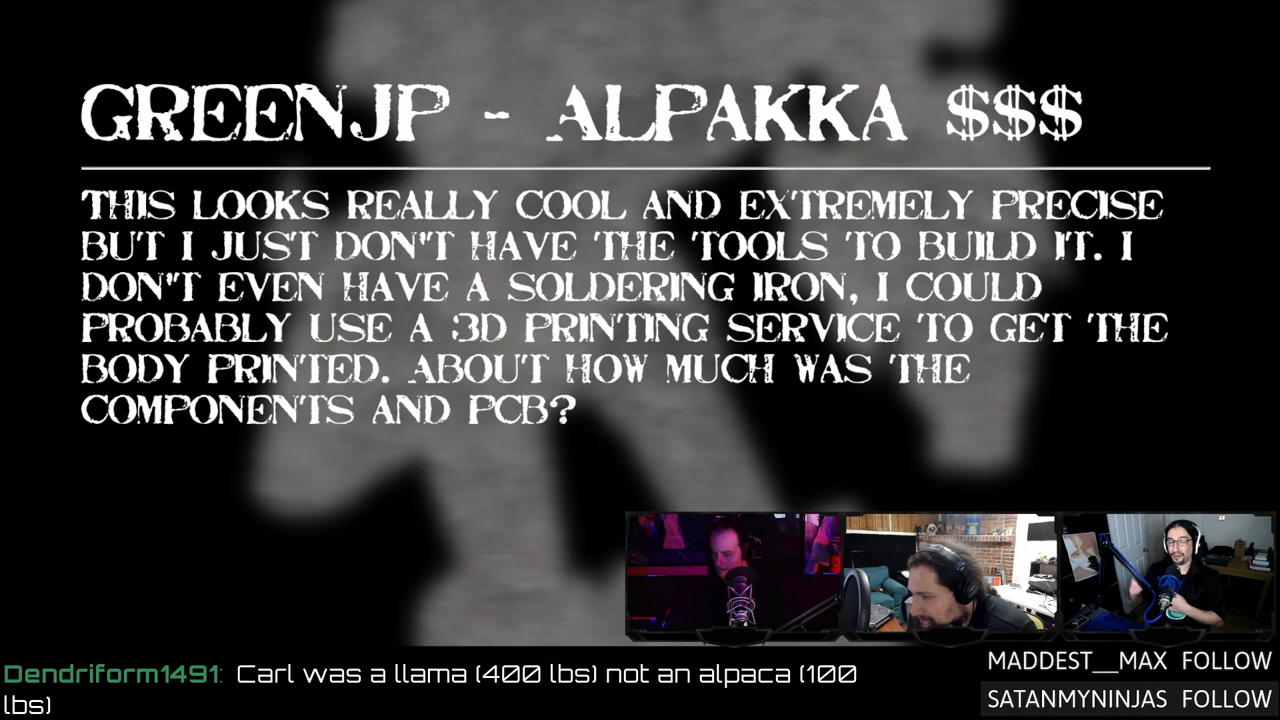 GREENJP - ALPAKKA $$$
THIS LOOKS REALLY COOL AND EXTREMELY PRECISE
BUT I JUST DON'T HAVE THE TOOLS TO BUILD IT. I
DON'T EVEN HAVE A SOLDERING IRON, I COULD
PROBABLY USE A 3D PRINTING SERVICE TO GET THE
BODY PRINTED. ABOUT HOW MUCH WAS THE
COMPONENTS AND PCB?
Dendriform1491: Carl was a llama (400 lbs) not an alpaca (100
lbs)
MADDEST__MAX FOLLOW
SATANMYNINJAS FOLLOW